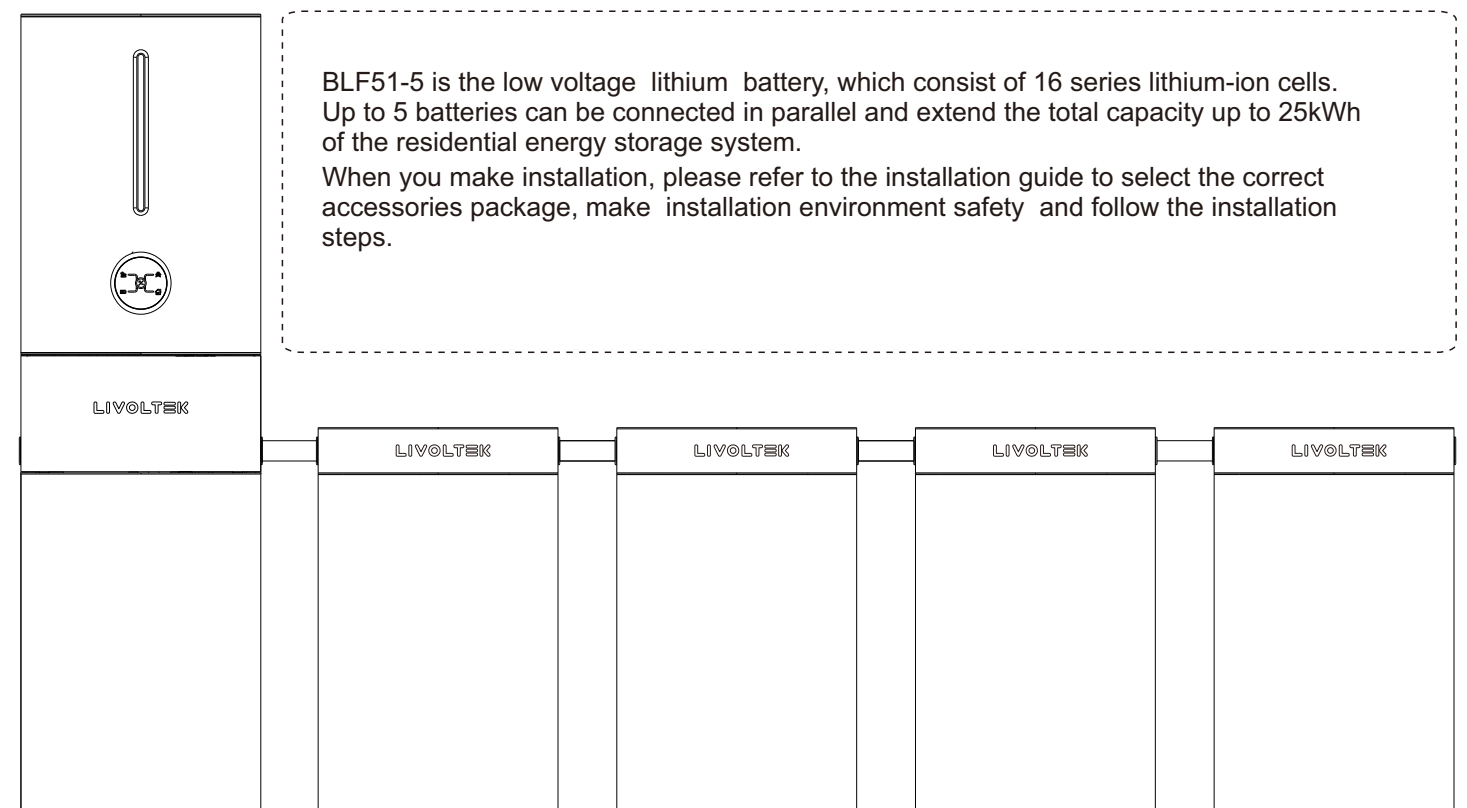 BLF51-5 is the low voltage lithium battery, which consist of 16 series lithium-ion cells.
Up to 5 batteries can be connected in parallel and extend the total capacity up to 25kWh
of the residential energy storage system.
When you make installation, please refer to the installation guide to select the correct
accessories package, make installation environment safety and follow the installation
steps.
LIVOLTEK
LIVOLTEK
LIVOLTEK
LIVOLTEK
LIVOLTEK